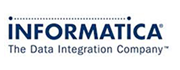 INFORMATICA®
The Data Integration Company™